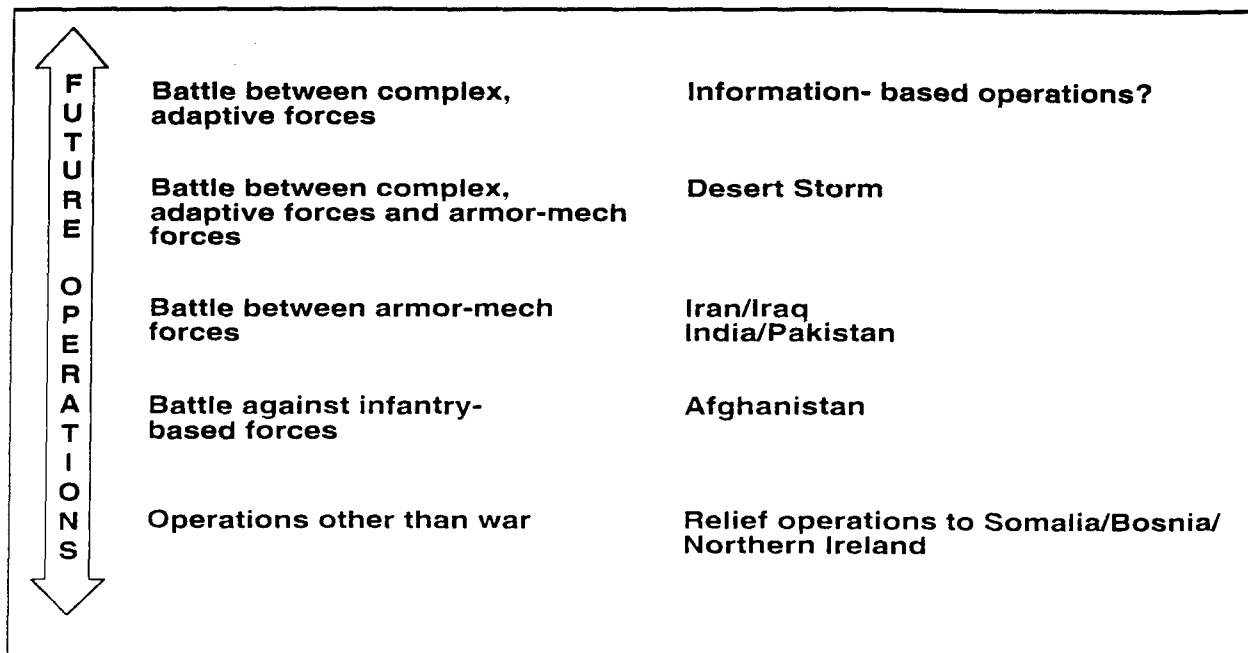 FUTURE OPERATIONS
Battle between complex,
adaptive forces
Information- based operations?
Battle between complex,
adaptive forces and armor-mech
forces
Desert Storm
Battle between armor-mech
forces
Iran/Iraq
India/Pakistan
Battle against infantry-
based forces
Afghanistan
Operations other than war
Relief operations to Somalia/Bosnia/
Northern Ireland